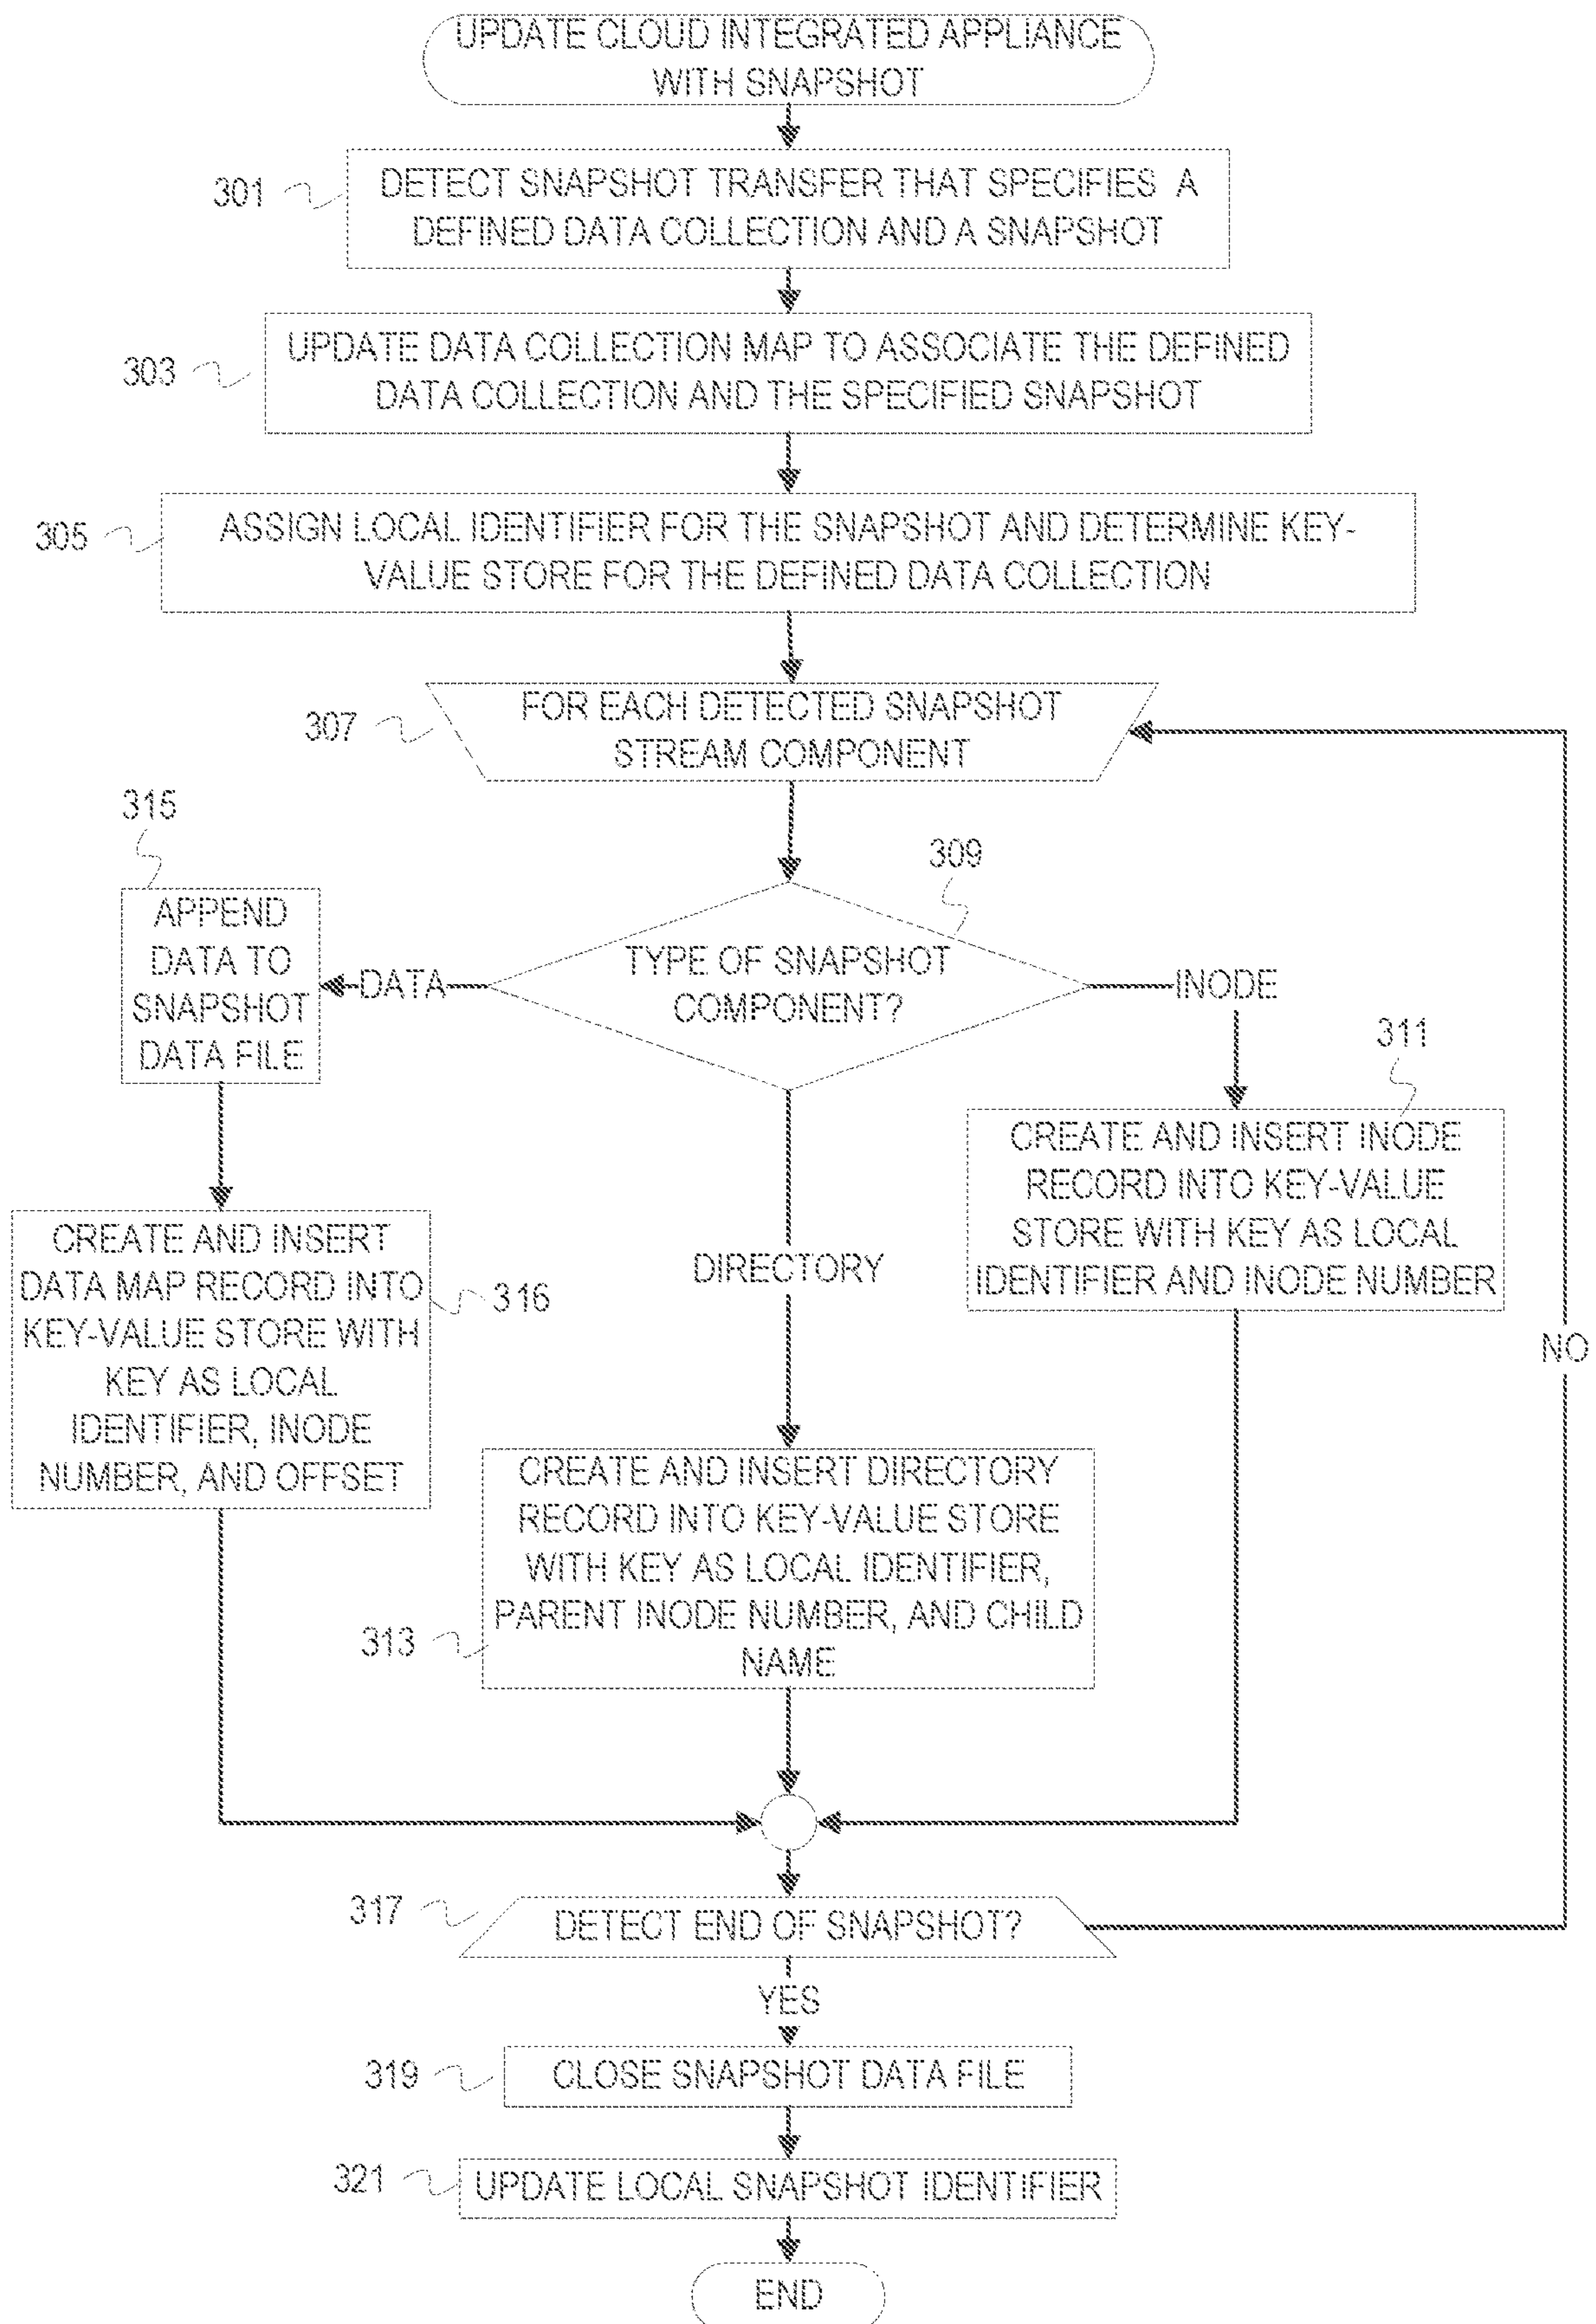 UPDATE CLOUD INTEGRATED APPLIANCE
WITH SNAPSHOT
301
DETECT SNAPSHOT TRANSFER THAT SPECIFIES A
DEFINED DATA COLLECTION AND A SNAPSHOT
303
UPDATE DATA COLLECTION MAP TO ASSOCIATE THE DEFINED
DATA COLLECTION AND THE SPECIFIED SNAPSHOT
305
ASSIGN LOCAL IDENTIFIER FOR THE SNAPSHOT AND DETERMINE KEY-
VALUE STORE FOR THE DEFINED DATA COLLECTION
307
FOR EACH DETECTED SNAPSHOT
STREAM COMPONENT
309
TYPE OF SNAPSHOT
COMPONENT?
DATA
315
APPEND
DATA TO
SNAPSHOT
DATA FILE
INODE
311
CREATE AND INSERT INODE
RECORD INTO KEY-VALUE
STORE WITH KEY AS LOCAL
IDENTIFIER AND INODE NUMBER
CREATE AND INSERT
DATA MAP RECORD INTO
KEY-VALUE STORE WITH
KEY AS LOCAL
IDENTIFIER, INODE
NUMBER, AND OFFSET
316
DIRECTORY
NO
313
CREATE AND INSERT DIRECTORY
RECORD INTO KEY-VALUE STORE
WITH KEY AS LOCAL IDENTIFIER,
PARENT INODE NUMBER, AND CHILD
NAME
317
DETECT END OF SNAPSHOT?
YES
319
CLOSE SNAPSHOT DATA FILE
321
UPDATE LOCAL SNAPSHOT IDENTIFIER
END